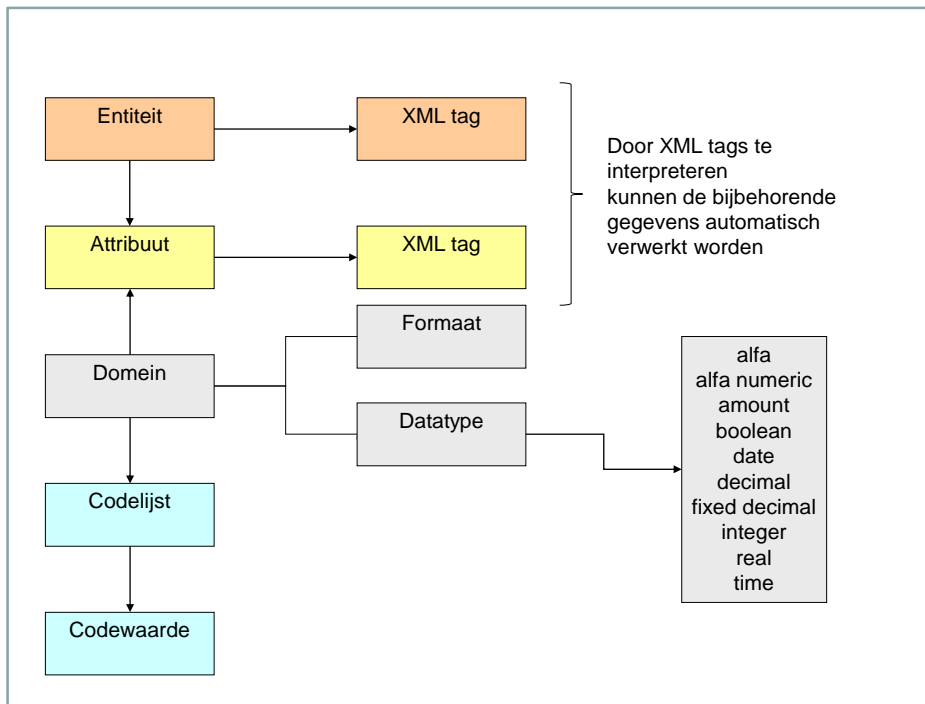 Entiteit
XML tag
Door XML tags te
interpreteren
kunnen de bijbehorende
gegevens automatisch
verwerkt worden
Attribuut
XML tag
Formaat
Domein
Datatype
alfa
alfa numeric
amount
boolean
date
decimal
fixed decimal
integer
real
time
Codelijst
Codewaarde